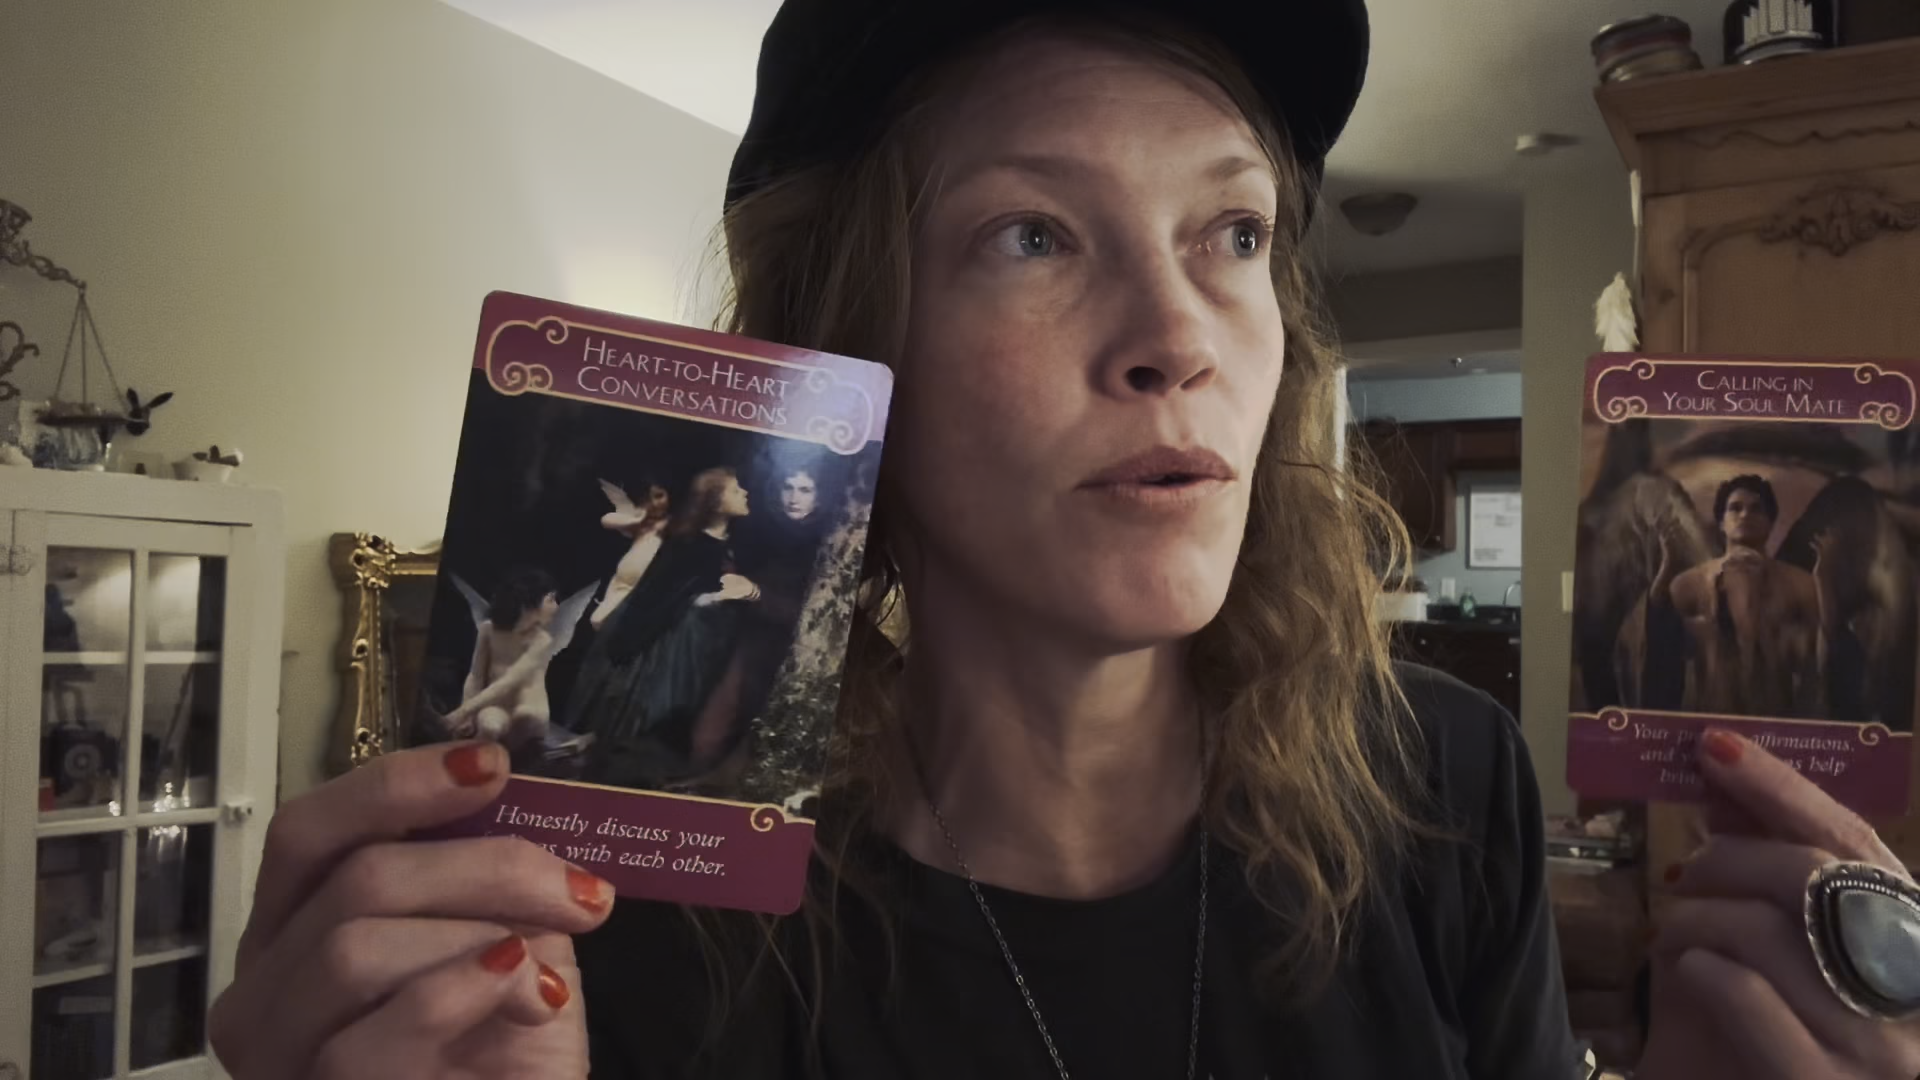 HEART-TO-HEART
CONVERSATIONS
Honestly discuss your
with each other.
CALLING IN
YOUR SOUL MATE
Your affirmations,
and help